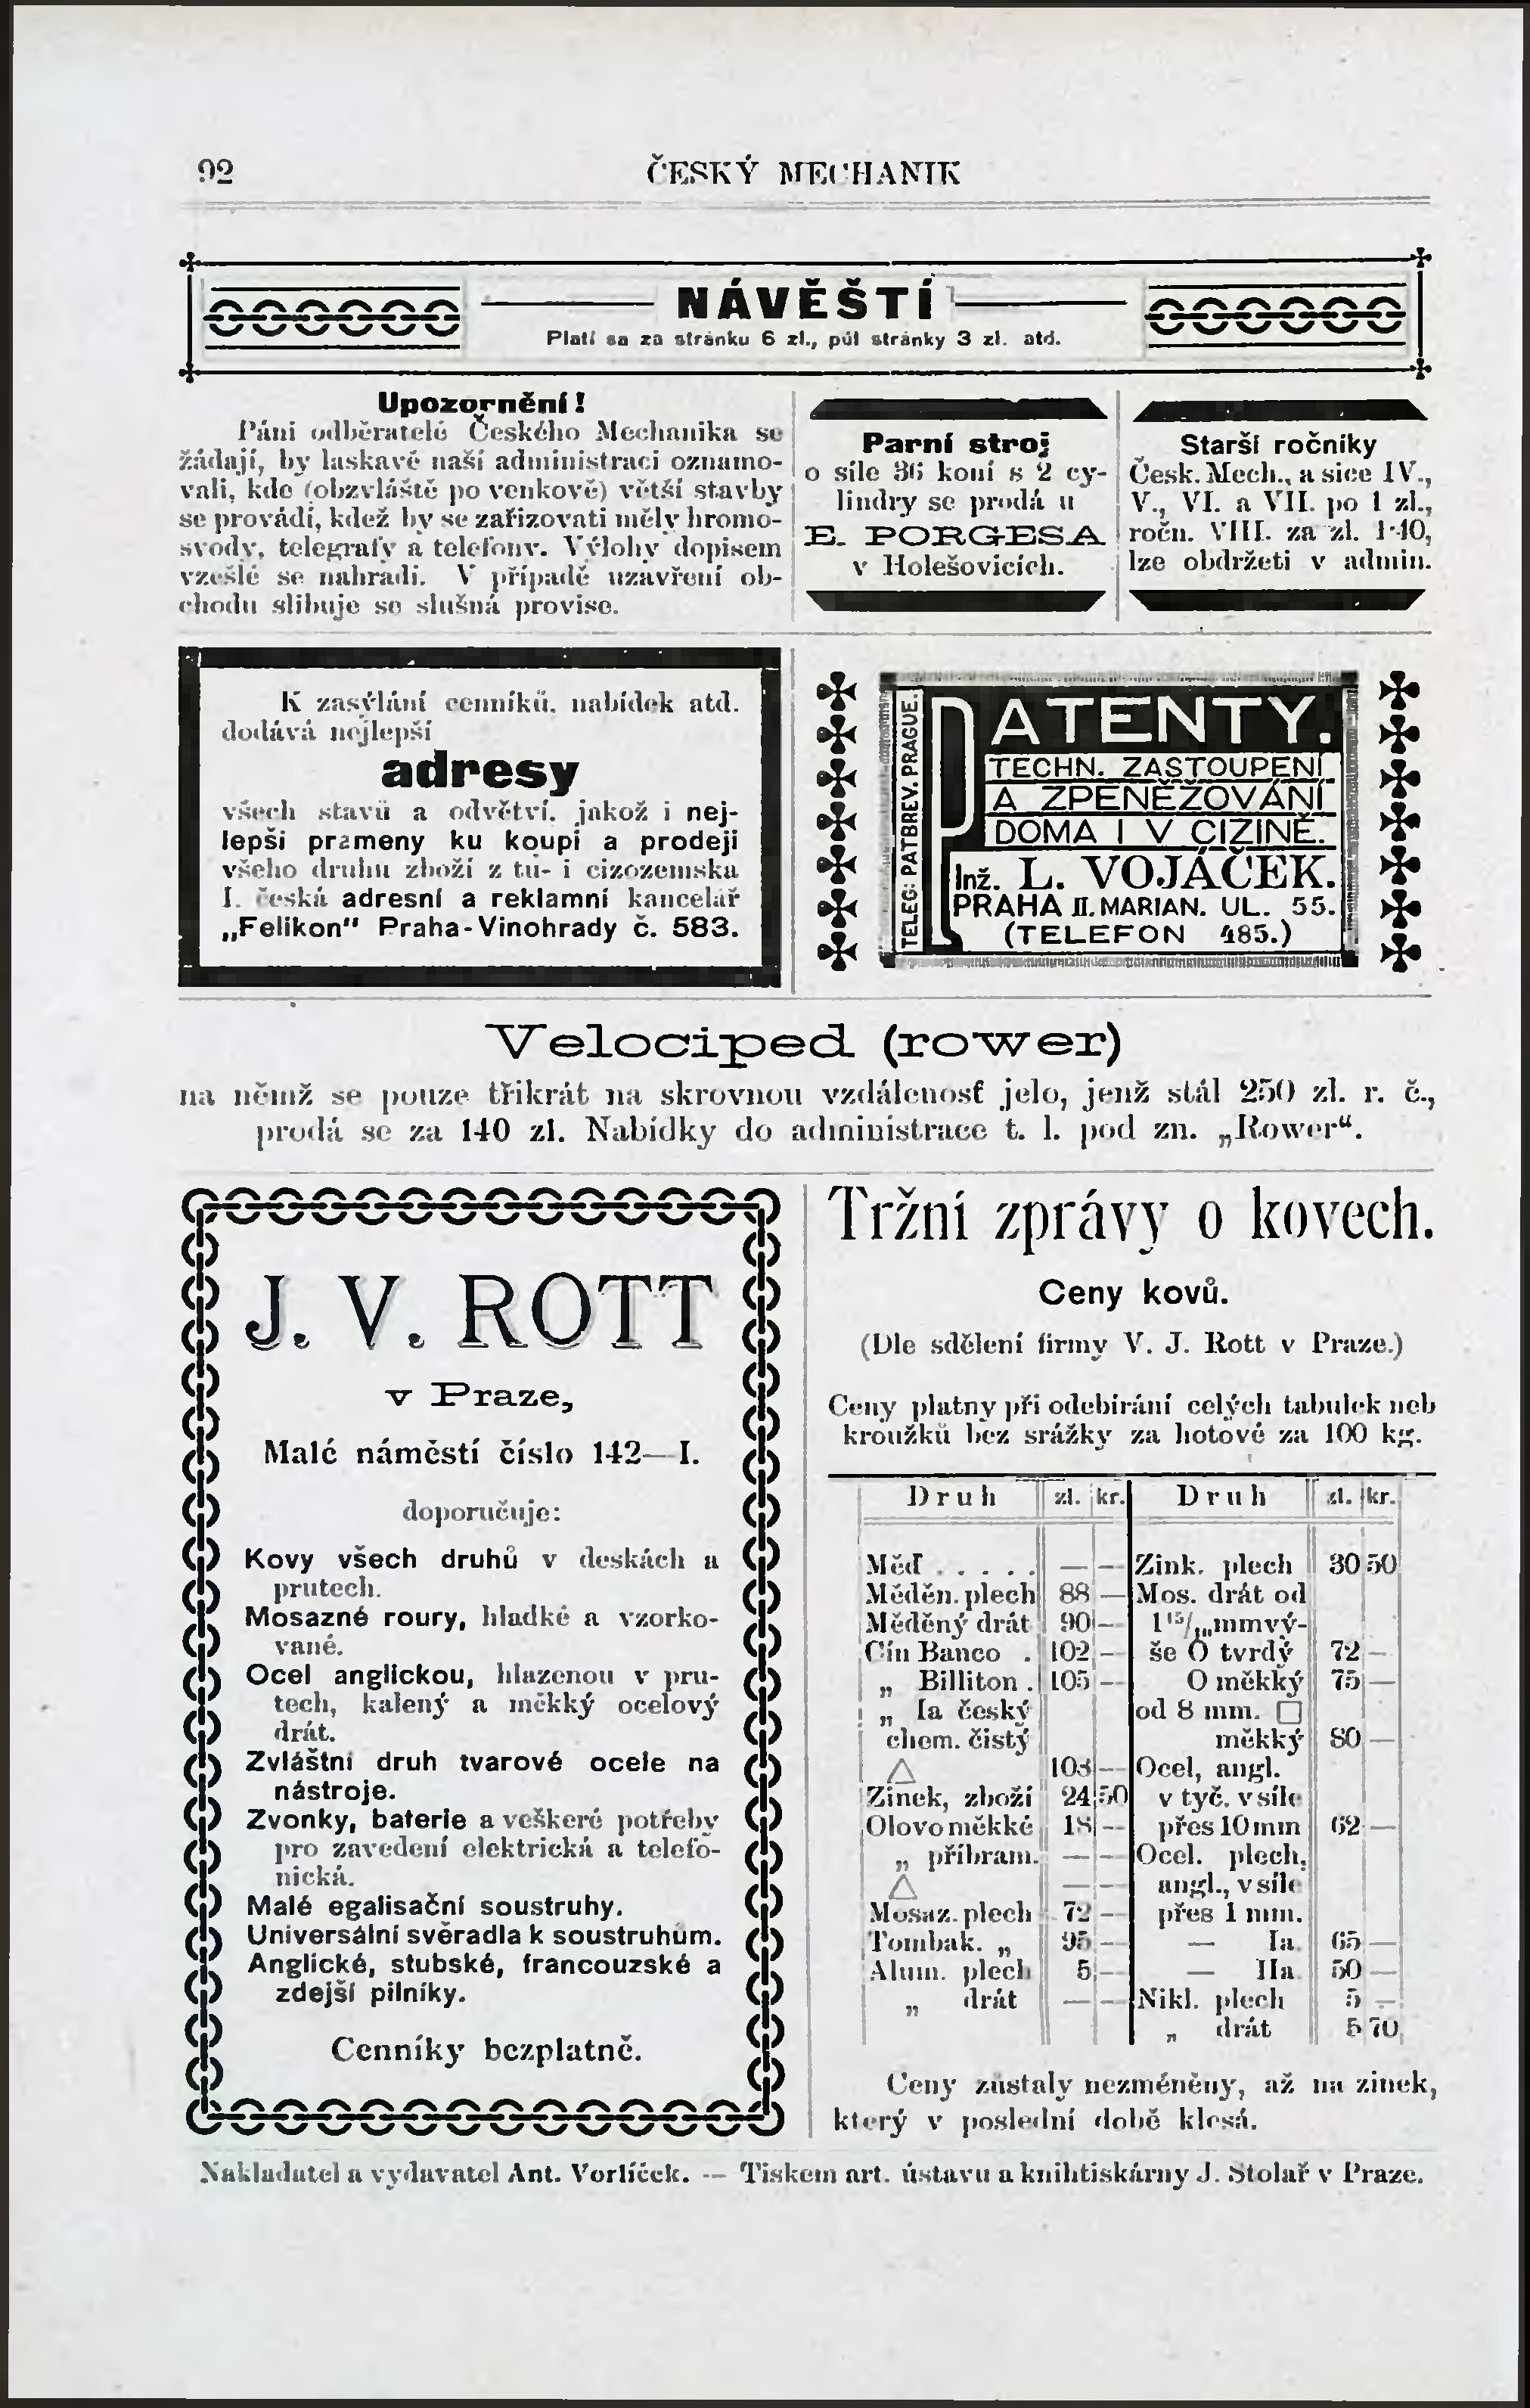 92
ČESKÝ MECHANIK
NÁVĚŠTÍ
Platí sa za stránku 6 zl., půl stránky 3 zl. atd.
Upozornění!
Páni odběratelé Českého Mechanika se
žádají, by laskavě naší administraci oznamo-
vali, kde (obzvláště po venkově) větší stavby
se provádí, kdež by se zařizovati měly hromo-
svody, telegrafy a telefony. Výlohy dopisem
vzešlé se nahradí. V případě uzavření ob-
chodu slibuje se slušná provise.
Parní stroj
o síle 36 koní s 2 cy-
lindry se prodá u
E. PORGESA
v Holešovicích.
Starší ročníky
Česk. Mech., a sice IV.,
V., VI. a VII. po 1 zl.,
ročn. VIII. za zl. 1·40,
lze obdržeti v admin.
K zasýlání cenníků, nabídek atd.
dodává nejlepší
adresy
všech stavů a odvětví, jakož i nej-
lepší prameny ku koupi a prodeji
všeho druhu zboží z tu- i cizozemska
I. česká adresní a reklamní kancelář
„Felikon" Praha-Vinohrady č. 583.
TELEG: PATBREV. PRAGUE.
PATENTY.
TECHN. ZASTOUPENÍ
A ZPENĚŽOVÁNÍ
DOMA I V CIZINĚ.
Inž. L. VOJÁČEK.
PRAHA II. MARIAN. UL. 55.
(TELEFON 485.)
Velociped (rower)
na němž se pouze třikrát na skrovnou vzdálenosť jelo, jenž stál 250 zl. r. č.,
prodá se za 140 zl. Nabídky do administrace t. l. pod zn. „Rower“.
J. V. ROTT
v Praze,
Malé náměstí číslo 142—I.
doporučuje:
Kovy všech druhů v deskách a
prutech.
Mosazné roury, hladké a vzorko-
vané.
Ocel anglickou, hlazenou v pru-
tech, kalený a měkký ocelový
drát.
Zvláštní druh tvarové ocele na
nástroje.
Zvonky, baterie a veškeré potřeby
pro zavedení elektrická a telefo-
nická.
Malé egalisační soustruhy.
Universální svěradla k soustruhům.
Anglické, stubské, francouzské a
zdejší pilníky.
Cenníky bezplatně.
Tržní zprávy o kovech.
Ceny kovů.
(Dle sdělení firmy V. J. Rott v Praze.)
Ceny platny při odebírání celých tabulek neb
kroužků bez srážky za hotové za 100 kg.
Druh zl. kr.
Měď . . . . . — —
Měděn. plech 88 —
Měděný drát 90 —
Cín Banco . 102 —
„ Billiton . 105 —
„ Ia český
chem. čistý
△ 103 —
Zinek, zboží 24 50
Olovo měkké 18 —
„ příbram. — —
△ — —
Mosaz. plech 72 —
Tombak. „ 95 —
Alum. plech 5 —
„ drát — —
Druh zl. kr.
Zink. plech 30 50
Mos. drát od
mm vý-
še O tvrdý 72 —
O měkký 75 —
od 8 mm. □
měkký 80 —
Ocel, angl.
v tyč. v síle
přes 10 mm 62 —
Ocel. plech,
angl., v síle
přes 1 mm.
— Ia 65 —
— IIa 50 —
Nikl. plech 5 —
„ drát 5 70
Ceny zůstaly nezměněny, až na zinek,
který v poslední době klesá.
Nakladatel a vydavatel Ant. Vorlíček. — Tiskem art. ústavu a knihtiskárny J. Stolař v Praze.